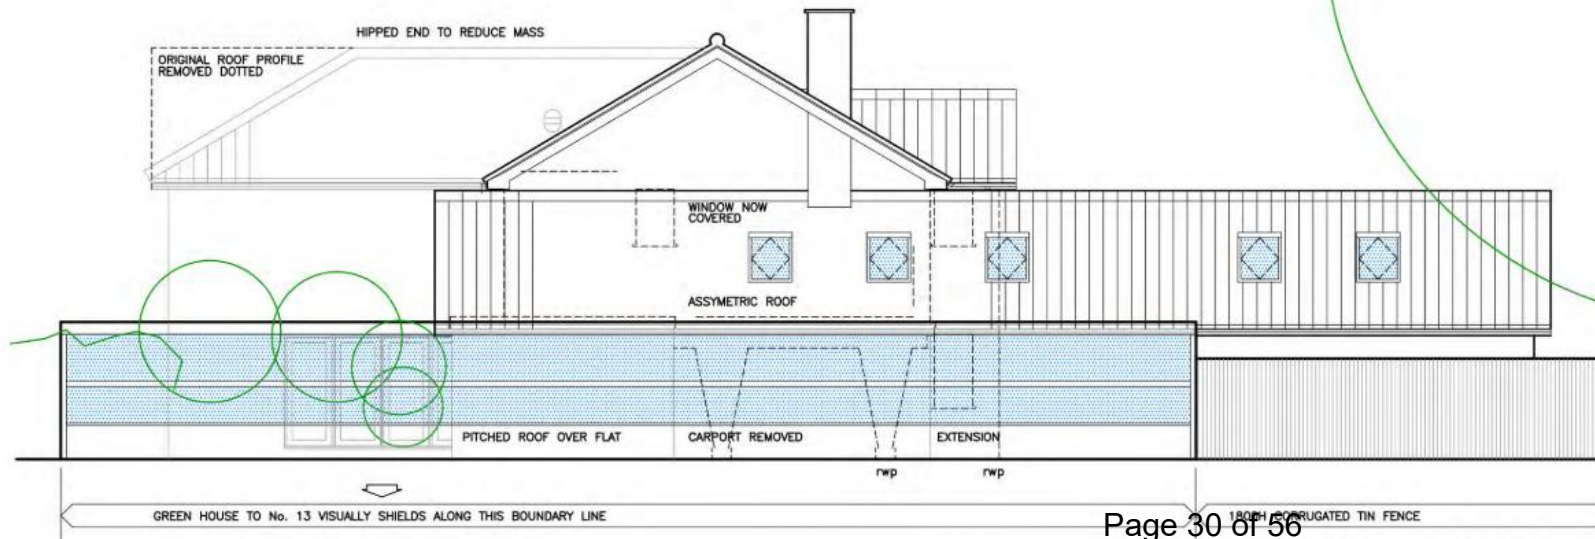 HIPPED END TO REDUCE MASS
ORIGINAL ROOF PROFILE
REMOVED DOTTED
WINDOW NOW
COVERED
ASSYMETRIC ROOF
PITCHED ROOF OVER FLAT
CARPORT REMOVED
EXTENSION
rwp
rwp
GREEN HOUSE TO No. 13 VISUALLY SHIELDS ALONG THIS BOUNDARY LINE
1800H CORRUGATED TIN FENCE
Page 30 of 56